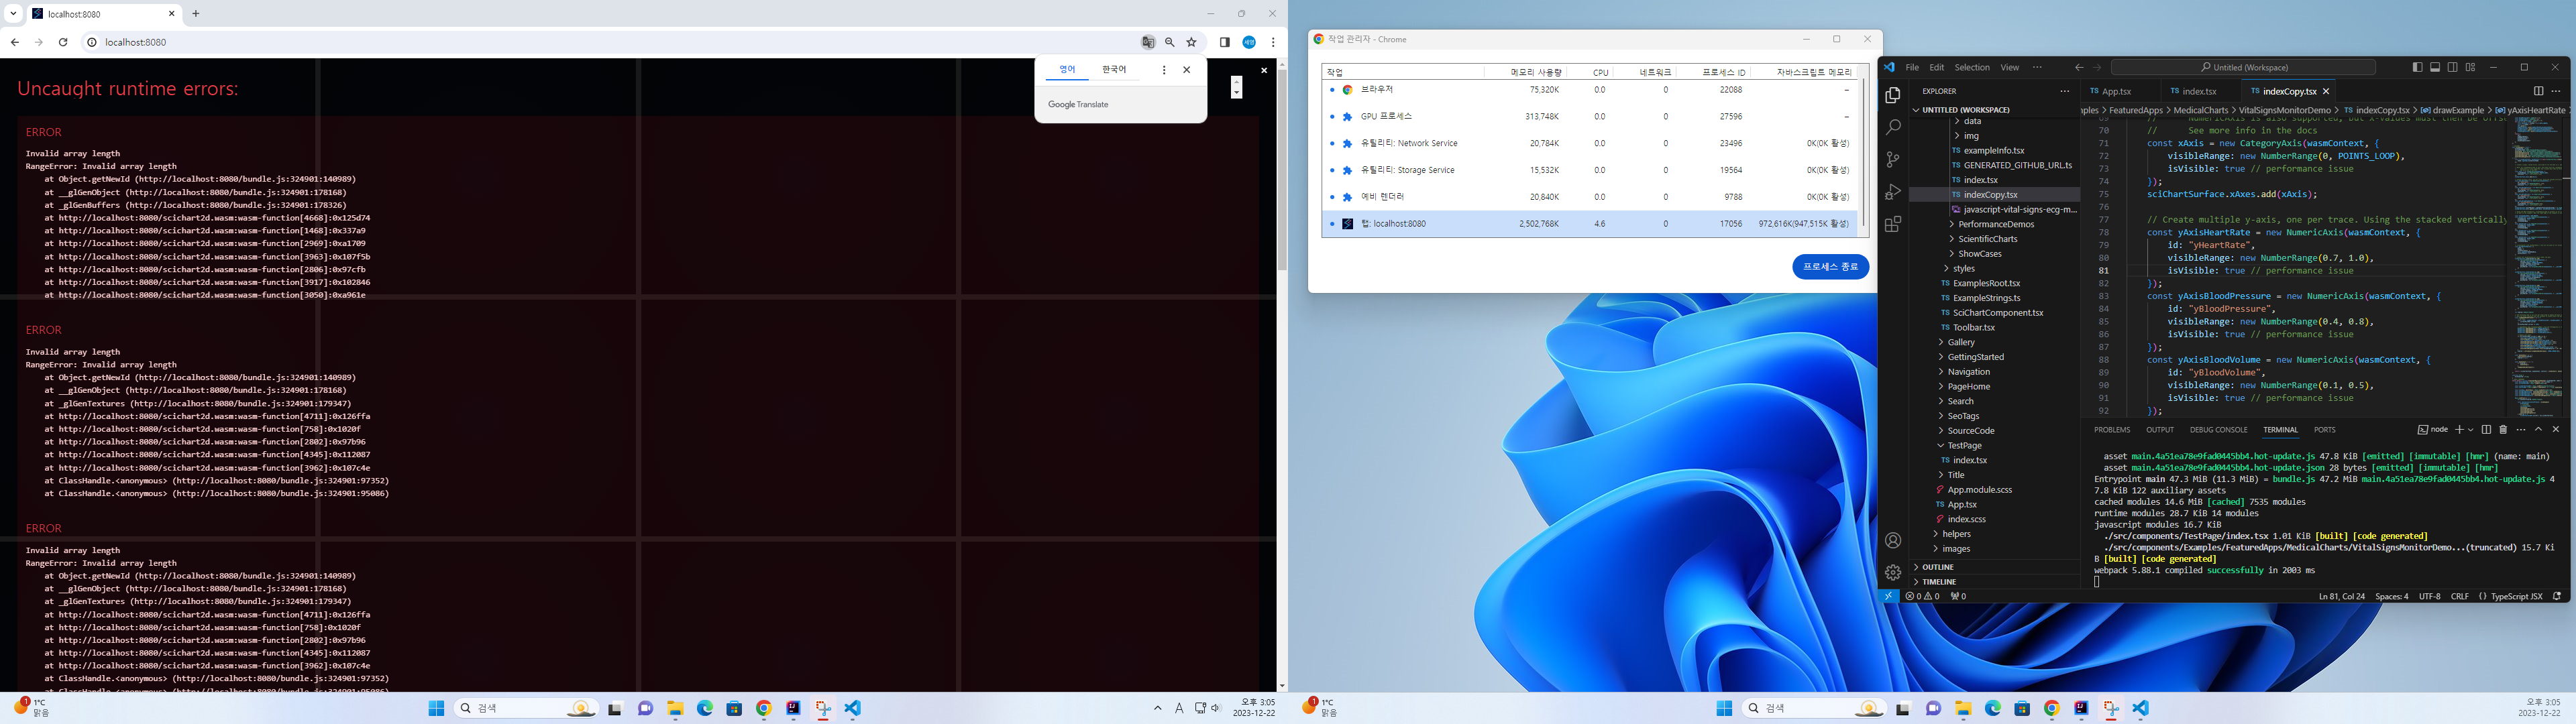 localhost:8080
localhost:8080
영어
한국어
Google Translate
Uncaught runtime errors:
ERROR
Invalid array length
RangeError: Invalid array length
at Object.getNewId (http://localhost:8080/bundle.js:324901:140989)
at __glGenObject (http://localhost:8080/bundle.js:324901:178168)
at _glGenBuffers (http://localhost:8080/bundle.js:324901:178326)
at http://localhost:8080/scichart2d.wasm:wasm-function[4668]:0x125d74
at http://localhost:8080/scichart2d.wasm:wasm-function[1468]:0x337a9
at http://localhost:8080/scichart2d.wasm:wasm-function[2969]:0xa1709
at http://localhost:8080/scichart2d.wasm:wasm-function[3963]:0x107f5b
at http://localhost:8080/scichart2d.wasm:wasm-function[2806]:0x97cfb
at http://localhost:8080/scichart2d.wasm:wasm-function[3917]:0x102846
at http://localhost:8080/scichart2d.wasm:wasm-function[3050]:0xa961e
ERROR
Invalid array length
RangeError: Invalid array length
at Object.getNewId (http://localhost:8080/bundle.js:324901:140989)
at __glGenObject (http://localhost:8080/bundle.js:324901:178168)
at _glGenTextures (http://localhost:8080/bundle.js:324901:179347)
at http://localhost:8080/scichart2d.wasm:wasm-function[4711]:0x126ffa
at http://localhost:8080/scichart2d.wasm:wasm-function[758]:0x1020f
at http://localhost:8080/scichart2d.wasm:wasm-function[2802]:0x97b96
at http://localhost:8080/scichart2d.wasm:wasm-function[4345]:0x112087
at http://localhost:8080/scichart2d.wasm:wasm-function[3962]:0x107c4e
at ClassHandle.<anonymous> (http://localhost:8080/bundle.js:324901:97352)
at ClassHandle.<anonymous> (http://localhost:8080/bundle.js:324901:95086)
ERROR
Invalid array length
RangeError: Invalid array length
at Object.getNewId (http://localhost:8080/bundle.js:324901:140989)
at __glGenObject (http://localhost:8080/bundle.js:324901:178168)
at _glGenTextures (http://localhost:8080/bundle.js:324901:179347)
at http://localhost:8080/scichart2d.wasm:wasm-function[4711]:0x126ffa
at http://localhost:8080/scichart2d.wasm:wasm-function[758]:0x1020f
at http://localhost:8080/scichart2d.wasm:wasm-function[2802]:0x97b96
at http://localhost:8080/scichart2d.wasm:wasm-function[4345]:0x112087
at http://localhost:8080/scichart2d.wasm:wasm-function[3962]:0x107c4e
at ClassHandle.<anonymous> (http://localhost:8080/bundle.js:324901:97352)
at ClassHandle.<anonymous> (http://localhost:8080/bundle.js:324901:95086)
1°C
맑음
검색
A
오후 3:05
2023-12-22
작업 관리자 - Chrome
작업 메모리 사용량 CPU 네트워크 프로세스 ID 자바스크립트 메모리
브라우저 75,320K 0.0 0 22088 –
GPU 프로세스 313,748K 0.0 0 27596 –
유틸리티: Network Service 20,784K 0.0 0 23496 0K(0K 활성)
유틸리티: Storage Service 15,532K 0.0 0 19564 0K(0K 활성)
예비 렌더러 20,840K 0.0 0 9788 0K(0K 활성)
탭: localhost:8080 2,502,768K 4.6 0 17056 972,616K(947,515K 활성)
프로세스 종료
File Edit Selection View ···
Untitled (Workspace)
EXPLORER
UNTITLED (WORKSPACE)
data
img
exampleInfo.tsx
GENERATED_GITHUB_URL.ts
index.tsx
indexCopy.tsx
javascript-vital-signs-ecg-m...
PerformanceDemos
ScientificCharts
ShowCases
styles
ExamplesRoot.tsx
ExampleStrings.ts
SciChartComponent.tsx
Toolbar.tsx
Gallery
GettingStarted
Navigation
PageHome
Search
SeoTags
SourceCode
TestPage
index.tsx
Title
App.module.scss
App.tsx
index.scss
helpers
images
OUTLINE
TIMELINE
App.tsx index.tsx indexCopy.tsx
mples > FeaturedApps > MedicalCharts > VitalSignsMonitorDemo > indexCopy.tsx > drawExample > yAxisHeartRate
69 // NumericAxis is also supported, but x-values must then be offs
70 // See more info in the docs
71 const xAxis = new CategoryAxis(wasmContext, {
72 visibleRange: new NumberRange(0, POINTS_LOOP),
73 isVisible: true // performance issue
74 });
75 sciChartSurface.xAxes.add(xAxis);
76
77 // Create multiple y-axis, one per trace. Using the stacked vertically
78 const yAxisHeartRate = new NumericAxis(wasmContext, {
79 id: "yHeartRate",
80 visibleRange: new NumberRange(0.7, 1.0),
81 isVisible: true // performance issue
82 });
83 const yAxisBloodPressure = new NumericAxis(wasmContext, {
84 id: "yBloodPressure",
85 visibleRange: new NumberRange(0.4, 0.8),
86 isVisible: true // performance issue
87 });
88 const yAxisBloodVolume = new NumericAxis(wasmContext, {
89 id: "yBloodVolume",
90 visibleRange: new NumberRange(0.1, 0.5),
91 isVisible: true // performance issue
92 });
PROBLEMS OUTPUT DEBUG CONSOLE TERMINAL PORTS
node
asset main.4a51ea78e9fad0445bb4.hot-update.js 47.8 KiB [emitted] [immutable] [hmr] (name: main)
asset main.4a51ea78e9fad0445bb4.hot-update.json 28 bytes [emitted] [immutable] [hmr]
Entrypoint main 47.3 MiB (11.3 MiB) = bundle.js 47.2 MiB main.4a51ea78e9fad0445bb4.hot-update.js 4
7.8 KiB 122 auxiliary assets
cached modules 14.6 MiB [cached] 7535 modules
runtime modules 28.7 KiB 14 modules
javascript modules 16.7 KiB
./src/components/TestPage/index.tsx 1.01 KiB [built] [code generated]
./src/components/Examples/FeaturedApps/MedicalCharts/VitalSignsMonitorDemo...(truncated) 15.7 Ki
B [built] [code generated]
webpack 5.88.1 compiled successfully in 2003 ms
0 0 0
Ln 81, Col 24 Spaces: 4 UTF-8 CRLF {} TypeScript JSX
1°C
맑음
검색
오후 3:05
2023-12-22